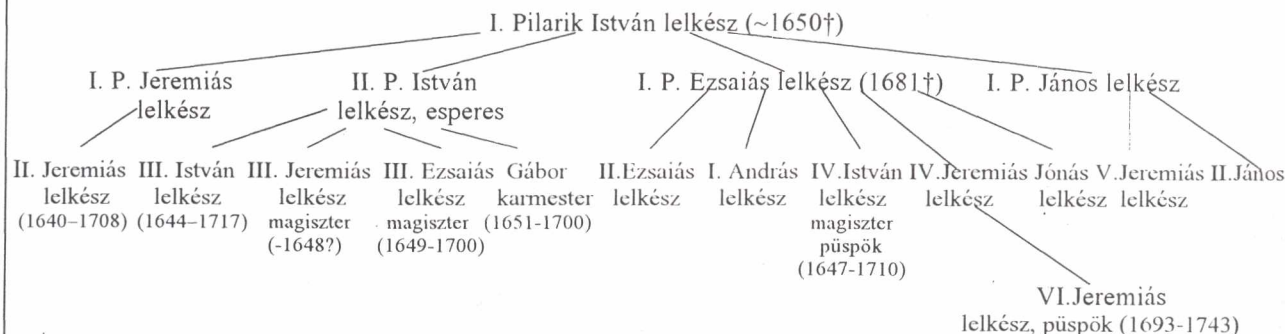 I. Pilarik István lelkész (~1650†)
I. P. Jeremiás II. P. István I. P. Ezsaiás lelkész (1681†) I. P. János lelkész
lelkész lelkész, esperes
II. Jeremiás III. István III. Jeremiás III. Ezsaiás Gábor II.Ezsaiás I. András IV.István IV.Jeremiás Jónás V.Jeremiás II.János
lelkész lelkész lelkész lelkész karmester lelkész lelkész lelkész lelkész lelkész lelkész
(1640–1708) (1644–1717) magiszter magiszter (1651-1700) magiszter
(-1648?) (1649-1700) püspök
(1647-1710)
VI.Jeremiás
lelkész, püspök (1693-1743)